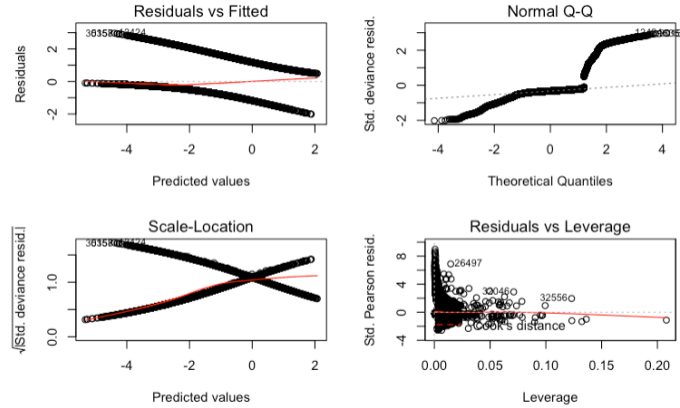 Residuals vs Fitted
Residuals
2
0
-2
-4
-2
0
2
Predicted values
Normal Q-Q
Std. deviance resid.
2
0
-2
-4
-2
0
2
4
Theoretical Quantiles
Scale-Location
√|Std. deviance resid.|
1.0
0.0
-4
-2
0
2
Predicted values
Residuals vs Leverage
Std. Pearson resid.
8
4
0
-4
26497
32556
Cook's distance
0.00
0.05
0.10
0.15
0.20
Leverage